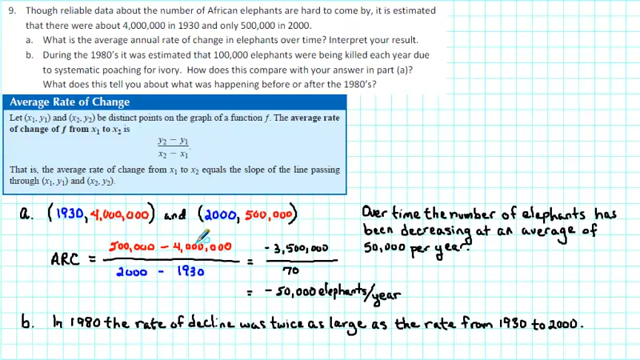 9. Though reliable data about the number of African elephants are hard to come by, it is estimated
that there were about 4,000,000 in 1930 and only 500,000 in 2000.
a. What is the average annual rate of change in elephants over time? Interpret your result.
b. During the 1980's it was estimated that 100,000 elephants were being killed each year due
to systematic poaching for ivory. How does this compare with your answer in part (a)?
What does this tell you about what was happening before or after the 1980's?
Average Rate of Change
Let (x₁, y₁) and (x₂, y₂) be distinct points on the graph of a function f. The average rate
of change of f from x₁ to x₂ is
y₂ − y₁
x₂ − x₁
That is, the average rate of change from x₁ to x₂ equals the slope of the line passing
through (x₁, y₁) and (x₂, y₂).
a. (1930, 4,000,000) and (2000, 500,000)
ARC = 500,000 − 4,000,000 / 2000 − 1930 = −3,500,000 / 70
= −50,000 elephants/year
Over time the number of elephants has
been decreasing at an average of
50,000 per year.
b. In 1980 the rate of decline was twice as large as the rate from 1930 to 2000.